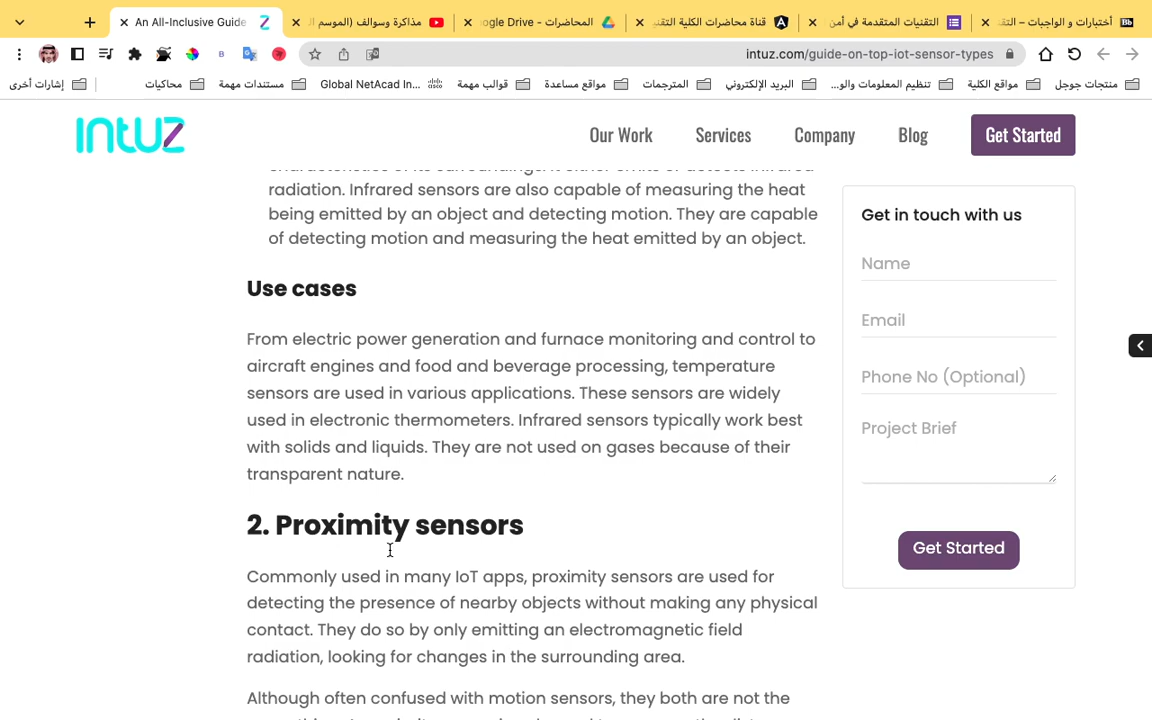 An All-Inclusive Guide
مذاكرة وسوالف (الموسم ال
المحاضرات - Google Drive
قناة محاضرات الكلية التقني
التقنيات المتقدمة في أمن
أختبارات و الواجبات – التق
intuz.com/guide-on-top-iot-sensor-types
إشارات أخرى
محاكيات
مستندات مهمة
Global NetAcad In...
قوالب مهمة
مواقع مساعدة
المترجمات
البريد الإلكتروني
تنظيم المعلومات والو...
مواقع الكلية
منتجات جوجل
INTUZ
Our Work
Services
Company
Blog
Get Started
radiation. Infrared sensors are also capable of measuring the heat
being emitted by an object and detecting motion. They are capable
of detecting motion and measuring the heat emitted by an object.
Use cases
From electric power generation and furnace monitoring and control to
aircraft engines and food and beverage processing, temperature
sensors are used in various applications. These sensors are widely
used in electronic thermometers. Infrared sensors typically work best
with solids and liquids. They are not used on gases because of their
transparent nature.
2. Proximity sensors
Commonly used in many IoT apps, proximity sensors are used for
detecting the presence of nearby objects without making any physical
contact. They do so by only emitting an electromagnetic field
radiation, looking for changes in the surrounding area.
Although often confused with motion sensors, they both are not the
Get in touch with us
Name
Email
Phone No (Optional)
Project Brief
Get Started